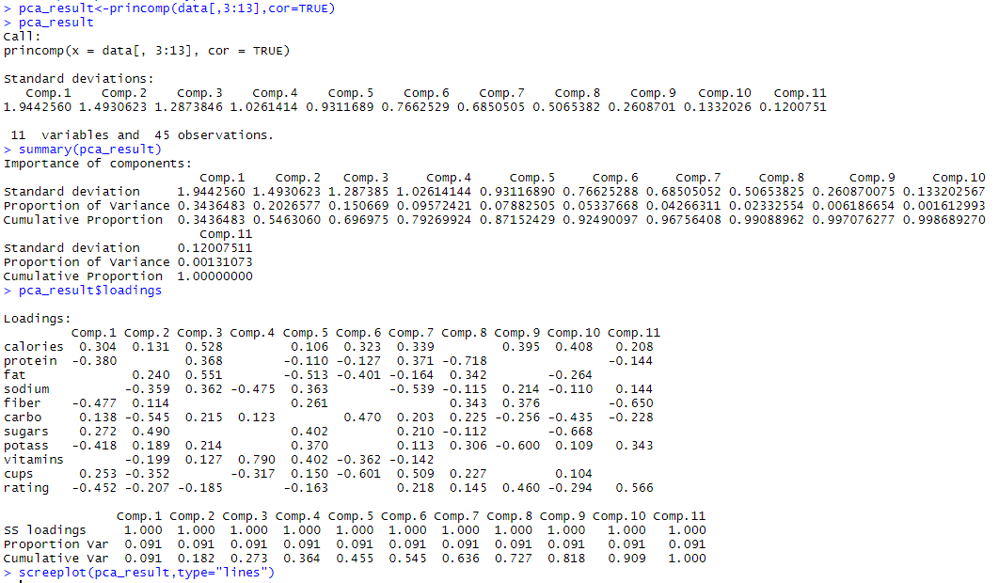 > pca_result<-princomp(data[,3:13],cor=TRUE)
> pca_result
Call:
princomp(x = data[, 3:13], cor = TRUE)
Standard deviations:
   Comp.1    Comp.2    Comp.3    Comp.4    Comp.5    Comp.6    Comp.7    Comp.8    Comp.9   Comp.10   Comp.11
1.9442560 1.4930623 1.2873846 1.0261414 0.9311689 0.7662529 0.6850505 0.5065382 0.2608701 0.1332026 0.1200751
 11  variables and  45 observations.
> summary(pca_result)
Importance of components:
                          Comp.1    Comp.2   Comp.3     Comp.4     Comp.5     Comp.6     Comp.7     Comp.8      Comp.9     Comp.10
Standard deviation     1.9442560 1.4930623 1.287385 1.02614144 0.93116890 0.76625288 0.68505052 0.50653825 0.260870075 0.133202567
Proportion of Variance 0.3436483 0.2026577 0.150669 0.09572421 0.07882505 0.05337668 0.04266311 0.02332554 0.006186654 0.001612993
Cumulative Proportion  0.3436483 0.5463060 0.696975 0.79269924 0.87152429 0.92490097 0.96756408 0.99088962 0.997076277 0.998689270
                          Comp.11
Standard deviation     0.12007511
Proportion of Variance 0.00131073
Cumulative Proportion  1.00000000
> pca_result$loadings
Loadings:
         Comp.1 Comp.2 Comp.3 Comp.4 Comp.5 Comp.6 Comp.7 Comp.8 Comp.9 Comp.10 Comp.11
calories  0.304  0.131  0.528         0.106  0.323  0.339         0.395  0.408   0.208
protein  -0.380         0.368        -0.110 -0.127  0.371 -0.718                -0.144
fat              0.240  0.551        -0.513 -0.401 -0.164  0.342        -0.264
sodium          -0.359  0.362 -0.475  0.363        -0.539 -0.115  0.214 -0.110   0.144
fiber    -0.477  0.114                0.261                0.343  0.376         -0.650
carbo     0.138 -0.545  0.215  0.123         0.470  0.203  0.225 -0.256 -0.435  -0.228
sugars    0.272  0.490                0.402         0.210 -0.112        -0.668
potass   -0.418  0.189  0.214         0.370         0.113  0.306 -0.600  0.109   0.343
vitamins        -0.199  0.127  0.790  0.402 -0.362 -0.142
cups      0.253 -0.352        -0.317  0.150 -0.601  0.509  0.227         0.104
rating   -0.452 -0.207 -0.185        -0.163         0.218  0.145  0.460 -0.294   0.566
               Comp.1 Comp.2 Comp.3 Comp.4 Comp.5 Comp.6 Comp.7 Comp.8 Comp.9 Comp.10 Comp.11
SS loadings     1.000  1.000  1.000  1.000  1.000  1.000  1.000  1.000  1.000   1.000   1.000
Proportion Var  0.091  0.091  0.091  0.091  0.091  0.091  0.091  0.091  0.091   0.091   0.091
Cumulative Var  0.091  0.182  0.273  0.364  0.455  0.545  0.636  0.727  0.818   0.909   1.000
> screeplot(pca_result,type="lines")